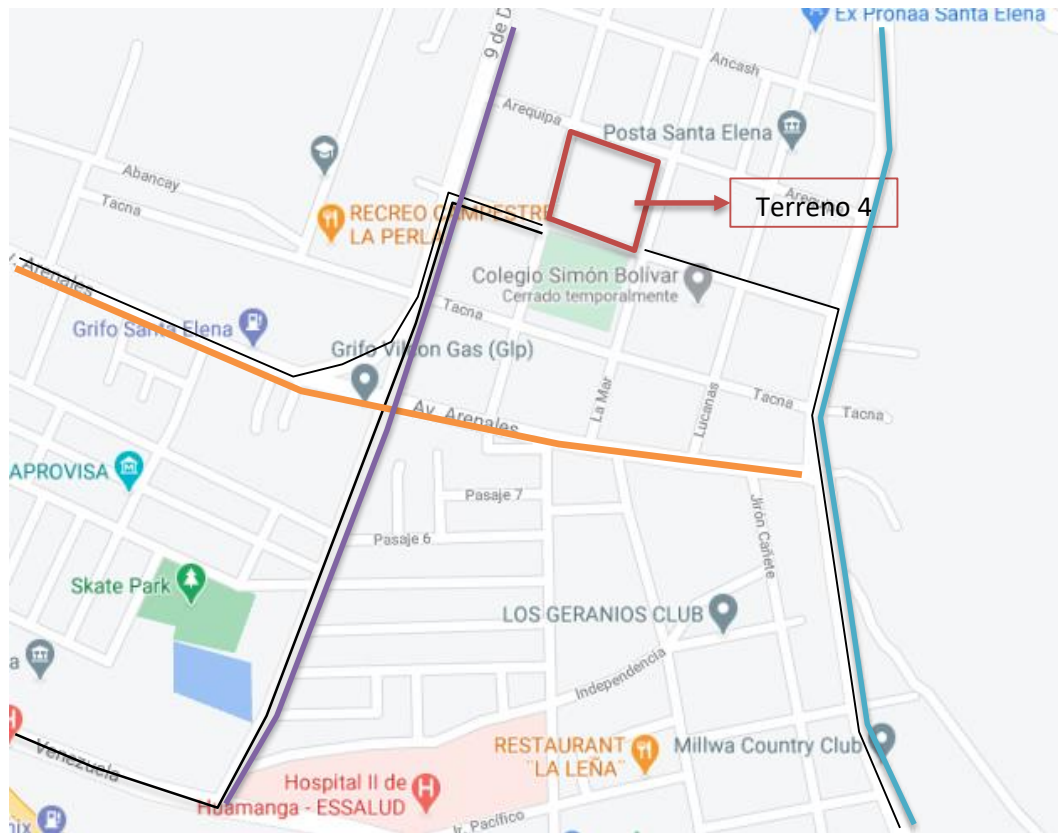 Ex Pronaa Santa Elena
9 de D
Ancash
Arequipa
Posta Santa Elena
Abancay
Tacna
Arequipa
Terreno 4
RECREO CAMPESTRE
LA PERLA
Colegio Simón Bolívar
Cerrado temporalmente
Arenales
Tacna
Grifo Santa Elena
Grifo Vilcon Gas (Glp)
La Mar
Lucanas
Tacna
Tacna
Av. Arenales
APROVISA
Pasaje 7
Jirón Cañete
Pasaje 6
Skate Park
LOS GERANIOS CLUB
a
Independencia
Venezuela
RESTAURANT
"LA LEÑA"
Millwa Country Club
Hospital II de
Huamanga - ESSALUD
Jr. Pacífico
nix